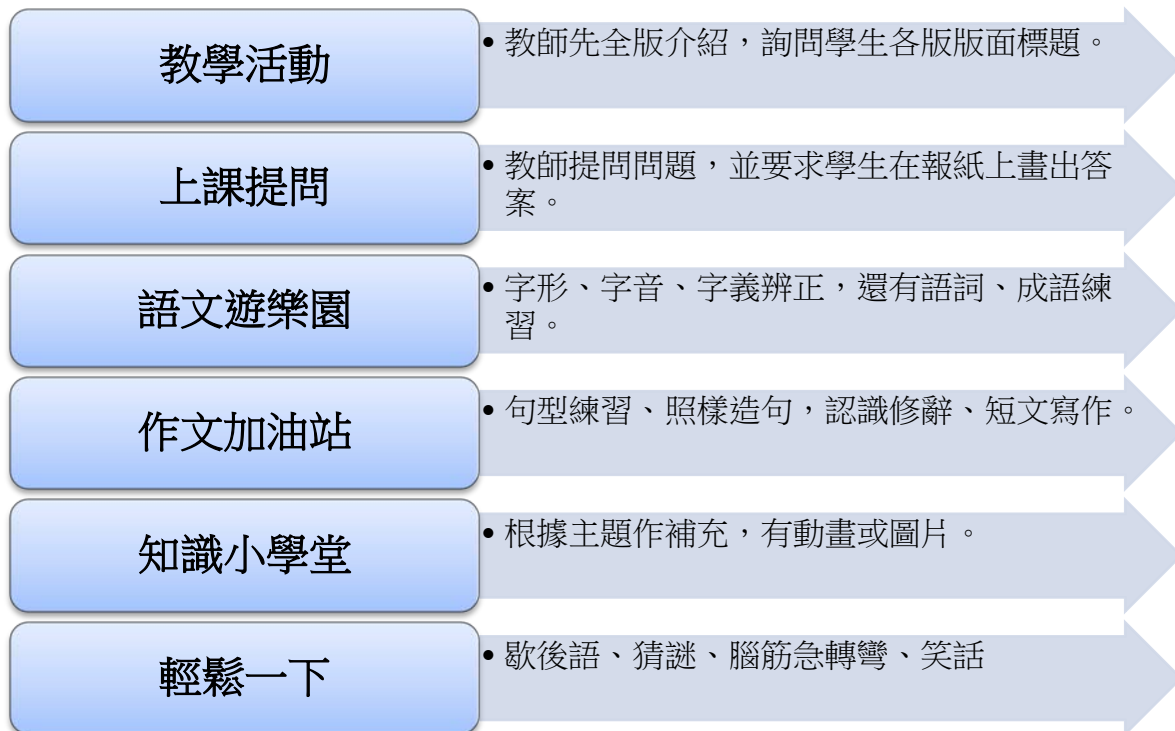 教學活動
• 教師先全版介紹，詢問學生各版版面標題。
上課提問
• 教師提問問題，並要求學生在報紙上畫出答
案。
語文遊樂園
• 字形、字音、字義辨正，還有語詞、成語練
習。
作文加油站
• 句型練習、照樣造句，認識修辭、短文寫作。
知識小學堂
• 根據主題作補充，有動畫或圖片。
輕鬆一下
• 歇後語、猜謎、腦筋急轉彎、笑話